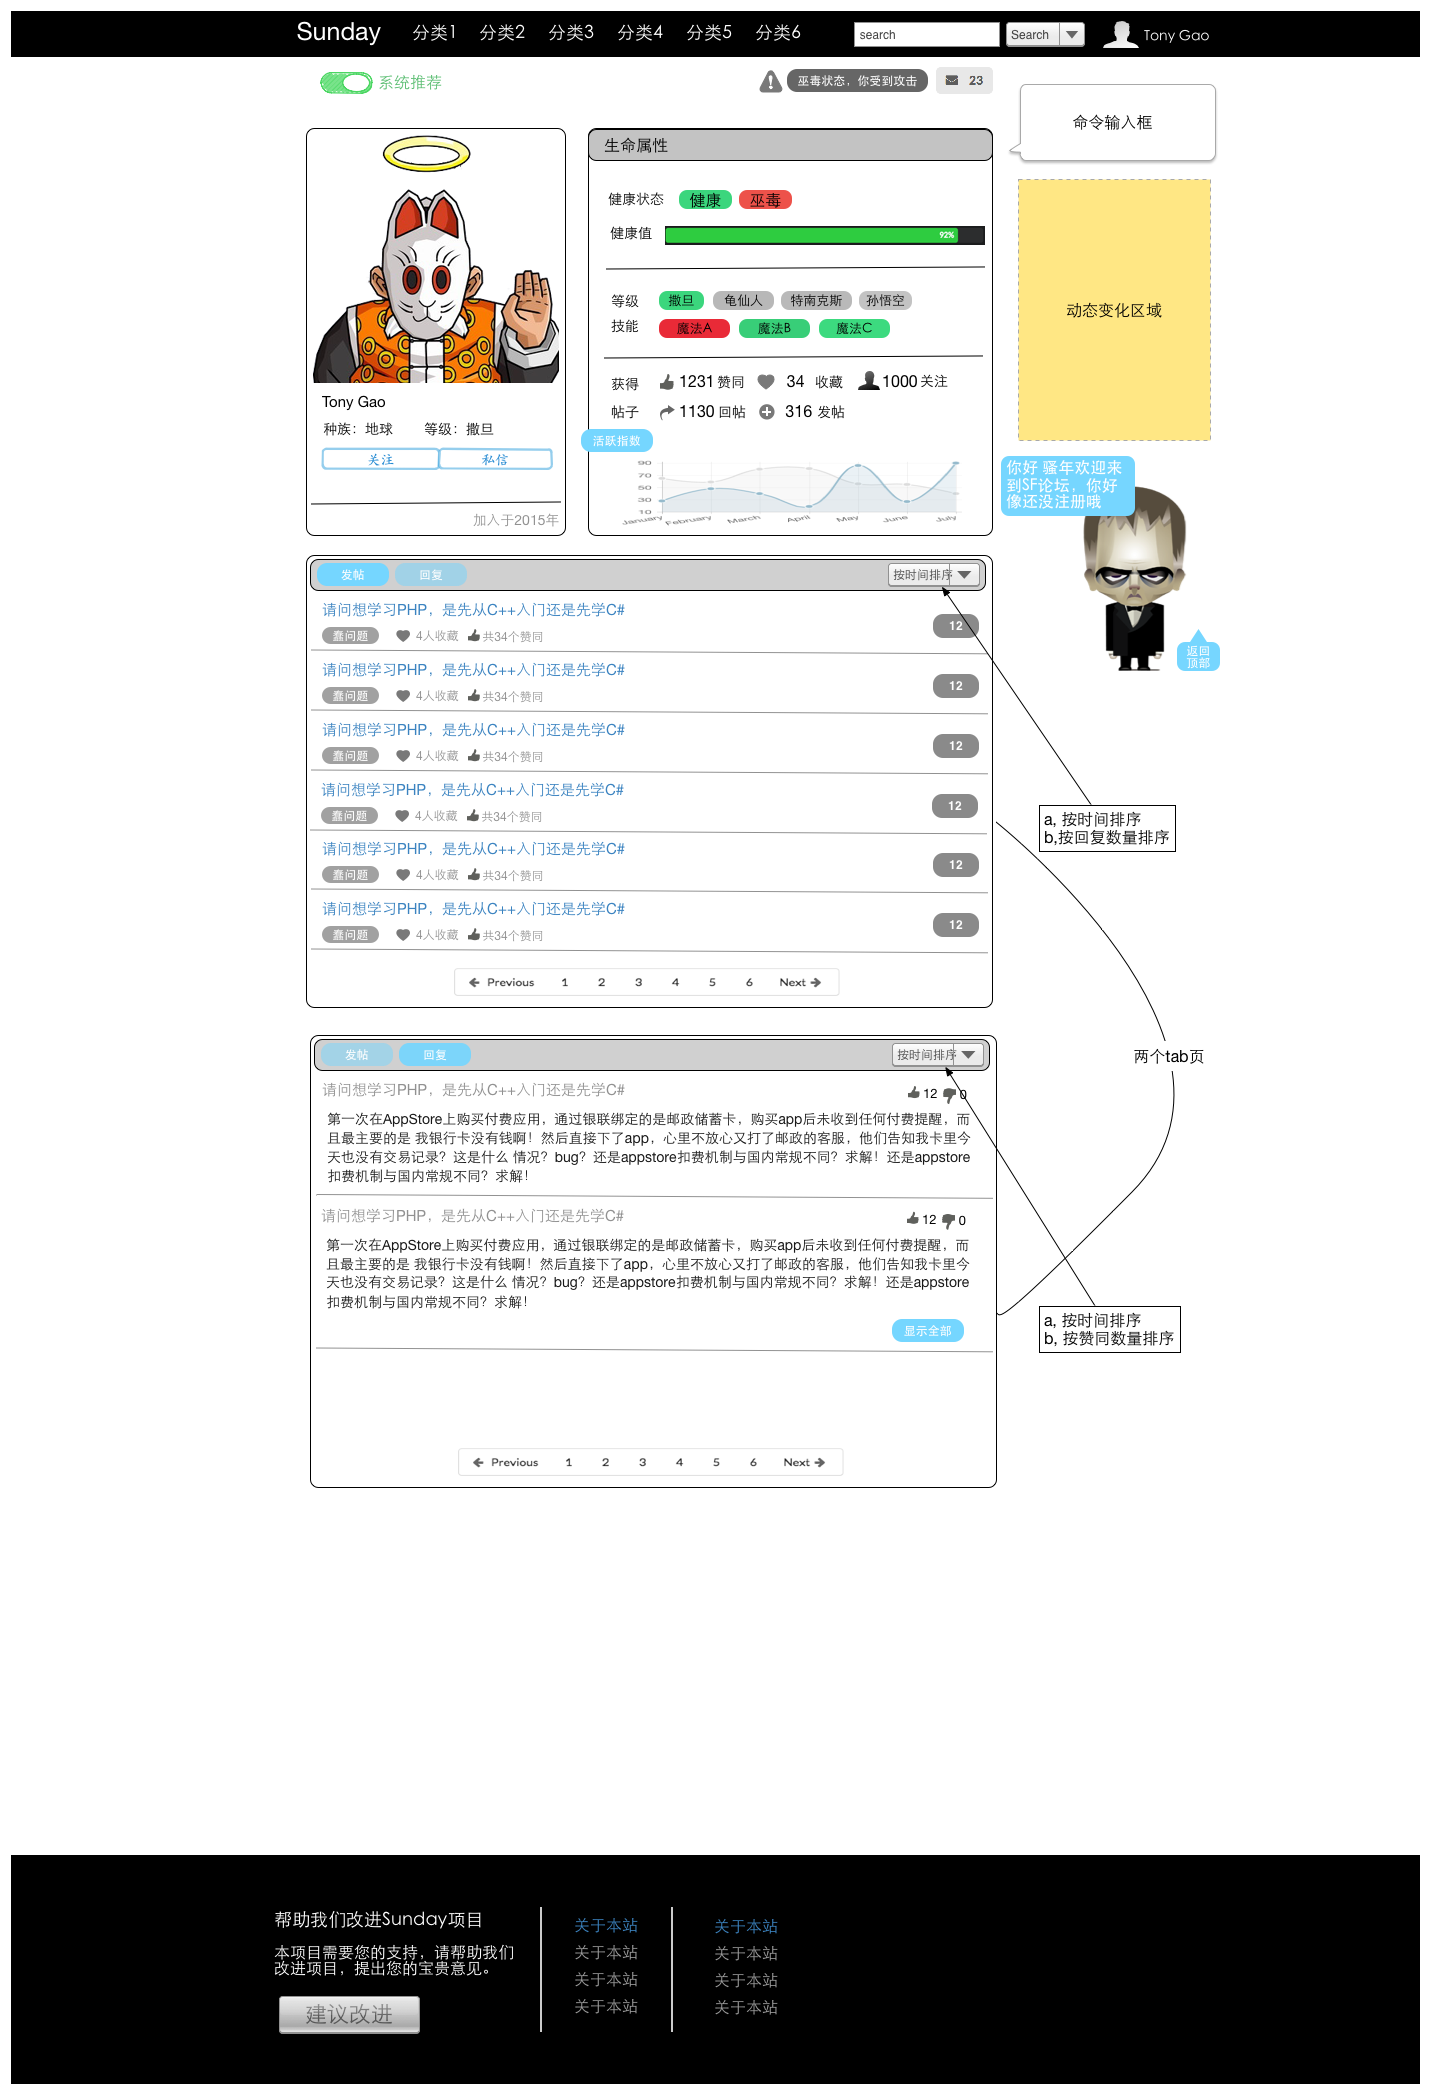 Sunday 分类1 分类2 分类3 分类4 分类5 分类6 search Search Tony Gao
系统推荐
巫毒状态，你受到攻击 23
命令输入框
生命属性
健康状态 健康 巫毒
健康值 92%
等级 撒旦 龟仙人 特南克斯 孙悟空
技能 魔法A 魔法B 魔法C
获得 1231 赞同 34 收藏 1000 关注
帖子 1130 回帖 316 发帖
活跃指数
90
70
50
30
10
January February March April May June July
Tony Gao
种族：地球 等级：撒旦
关注 私信
加入于2015年
动态变化区域
你好 骚年欢迎来
到SF论坛，你好
像还没注册哦
返回
顶部
发帖 回复 按时间排序
请问想学习PHP，是先从C++入门还是先学C#
蠢问题 4人收藏 共34个赞同 12
请问想学习PHP，是先从C++入门还是先学C#
蠢问题 4人收藏 共34个赞同 12
请问想学习PHP，是先从C++入门还是先学C#
蠢问题 4人收藏 共34个赞同 12
请问想学习PHP，是先从C++入门还是先学C#
蠢问题 4人收藏 共34个赞同 12
请问想学习PHP，是先从C++入门还是先学C#
蠢问题 4人收藏 共34个赞同 12
请问想学习PHP，是先从C++入门还是先学C#
蠢问题 4人收藏 共34个赞同 12
Previous 1 2 3 4 5 6 Next
a, 按时间排序
b,按回复数量排序
两个tab页
发帖 回复 按时间排序
请问想学习PHP，是先从C++入门还是先学C# 12 0
第一次在AppStore上购买付费应用，通过银联绑定的是邮政储蓄卡，购买app后未收到任何付费提醒，而
且最主要的是 我银行卡没有钱啊！然后直接下了app，心里不放心又打了邮政的客服，他们告知我卡里今
天也没有交易记录？这是什么 情况？bug？还是appstore扣费机制与国内常规不同？求解！还是appstore
扣费机制与国内常规不同？求解！
请问想学习PHP，是先从C++入门还是先学C# 12 0
第一次在AppStore上购买付费应用，通过银联绑定的是邮政储蓄卡，购买app后未收到任何付费提醒，而
且最主要的是 我银行卡没有钱啊！然后直接下了app，心里不放心又打了邮政的客服，他们告知我卡里今
天也没有交易记录？这是什么 情况？bug？还是appstore扣费机制与国内常规不同？求解！还是appstore
扣费机制与国内常规不同？求解！
显示全部
a, 按时间排序
b, 按赞同数量排序
Previous 1 2 3 4 5 6 Next
帮助我们改进Sunday项目
本项目需要您的支持，请帮助我们
改进项目，提出您的宝贵意见。
建议改进
关于本站
关于本站
关于本站
关于本站
关于本站
关于本站
关于本站
关于本站